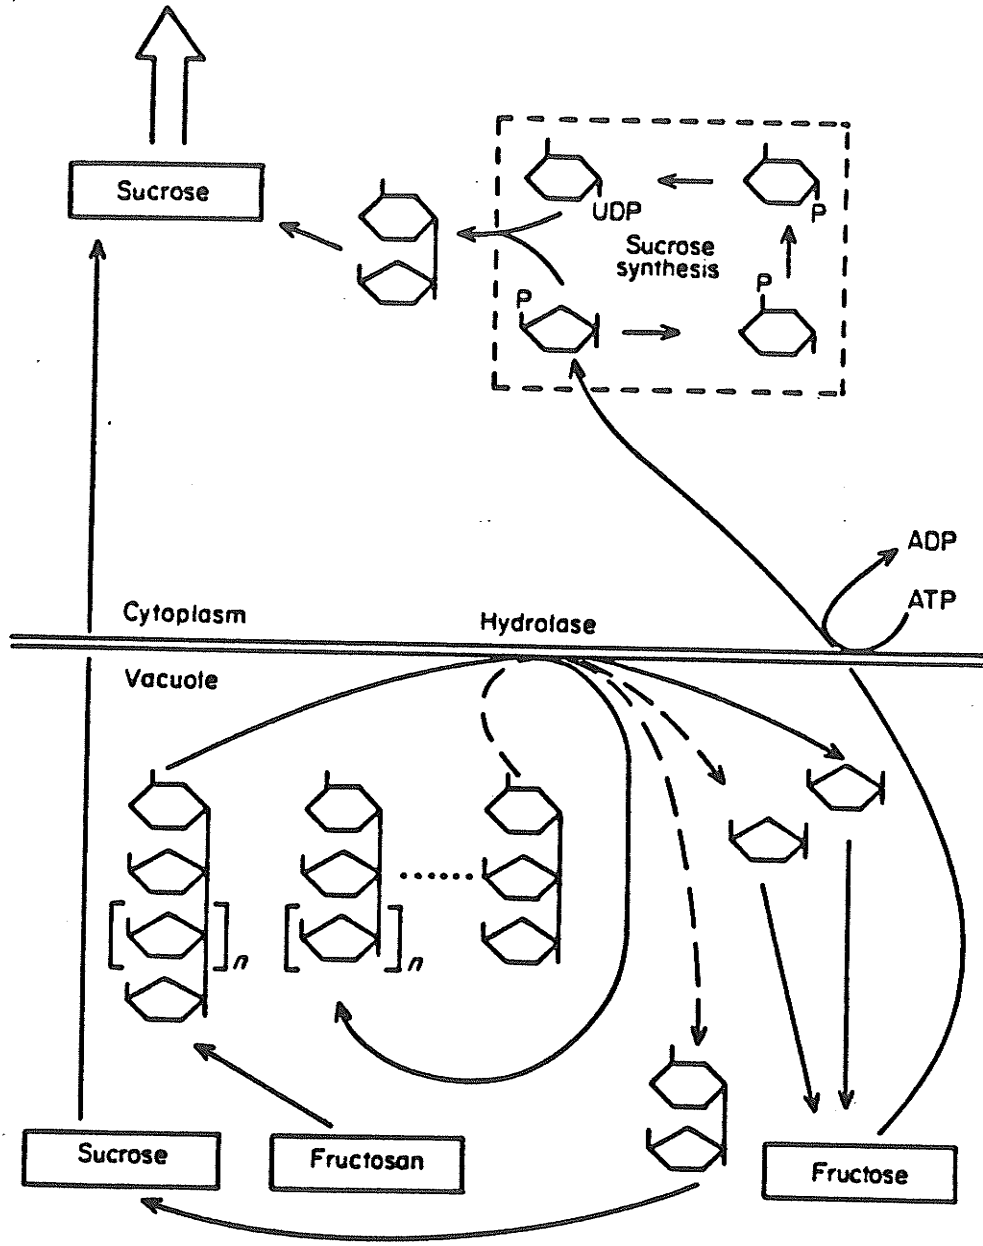 Sucrose
UDP
P
Sucrose
synthesis
P
P
ADP
ATP
Cytoplasm
Hydrolase
Vacuole
n
n
Sucrose
Fructosan
Fructose